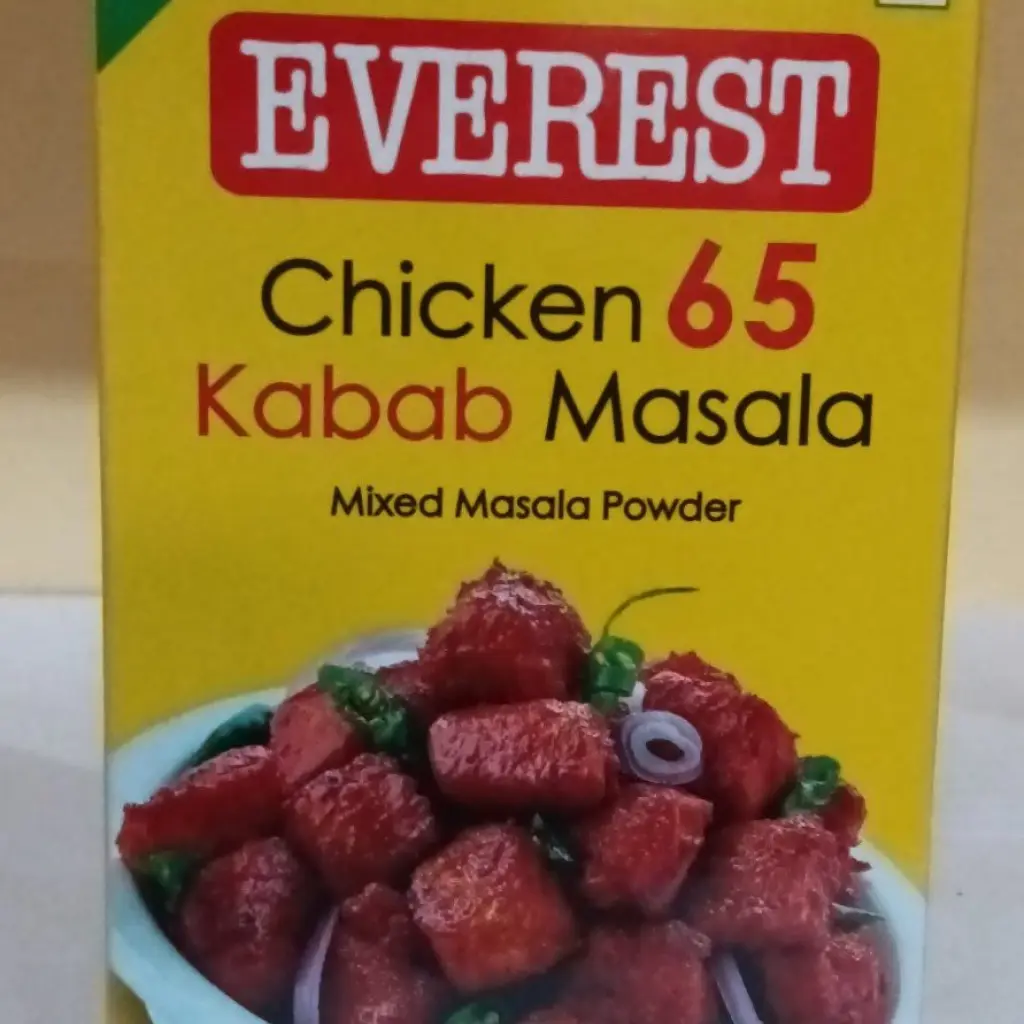 EVEREST
Chicken 65
Kabab Masala
Mixed Masala Powder